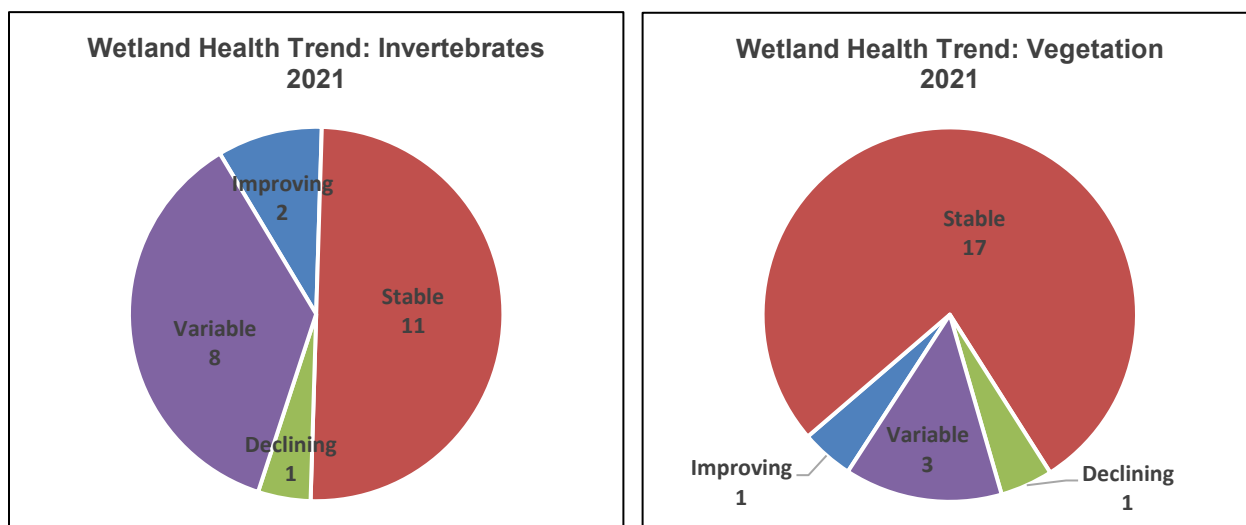 Wetland Health Trend: Invertebrates
2021
Improving
2
Stable
11
Variable
8
Declining
1
Wetland Health Trend: Vegetation
2021
Stable
17
Variable
3
Improving
1
Declining
1